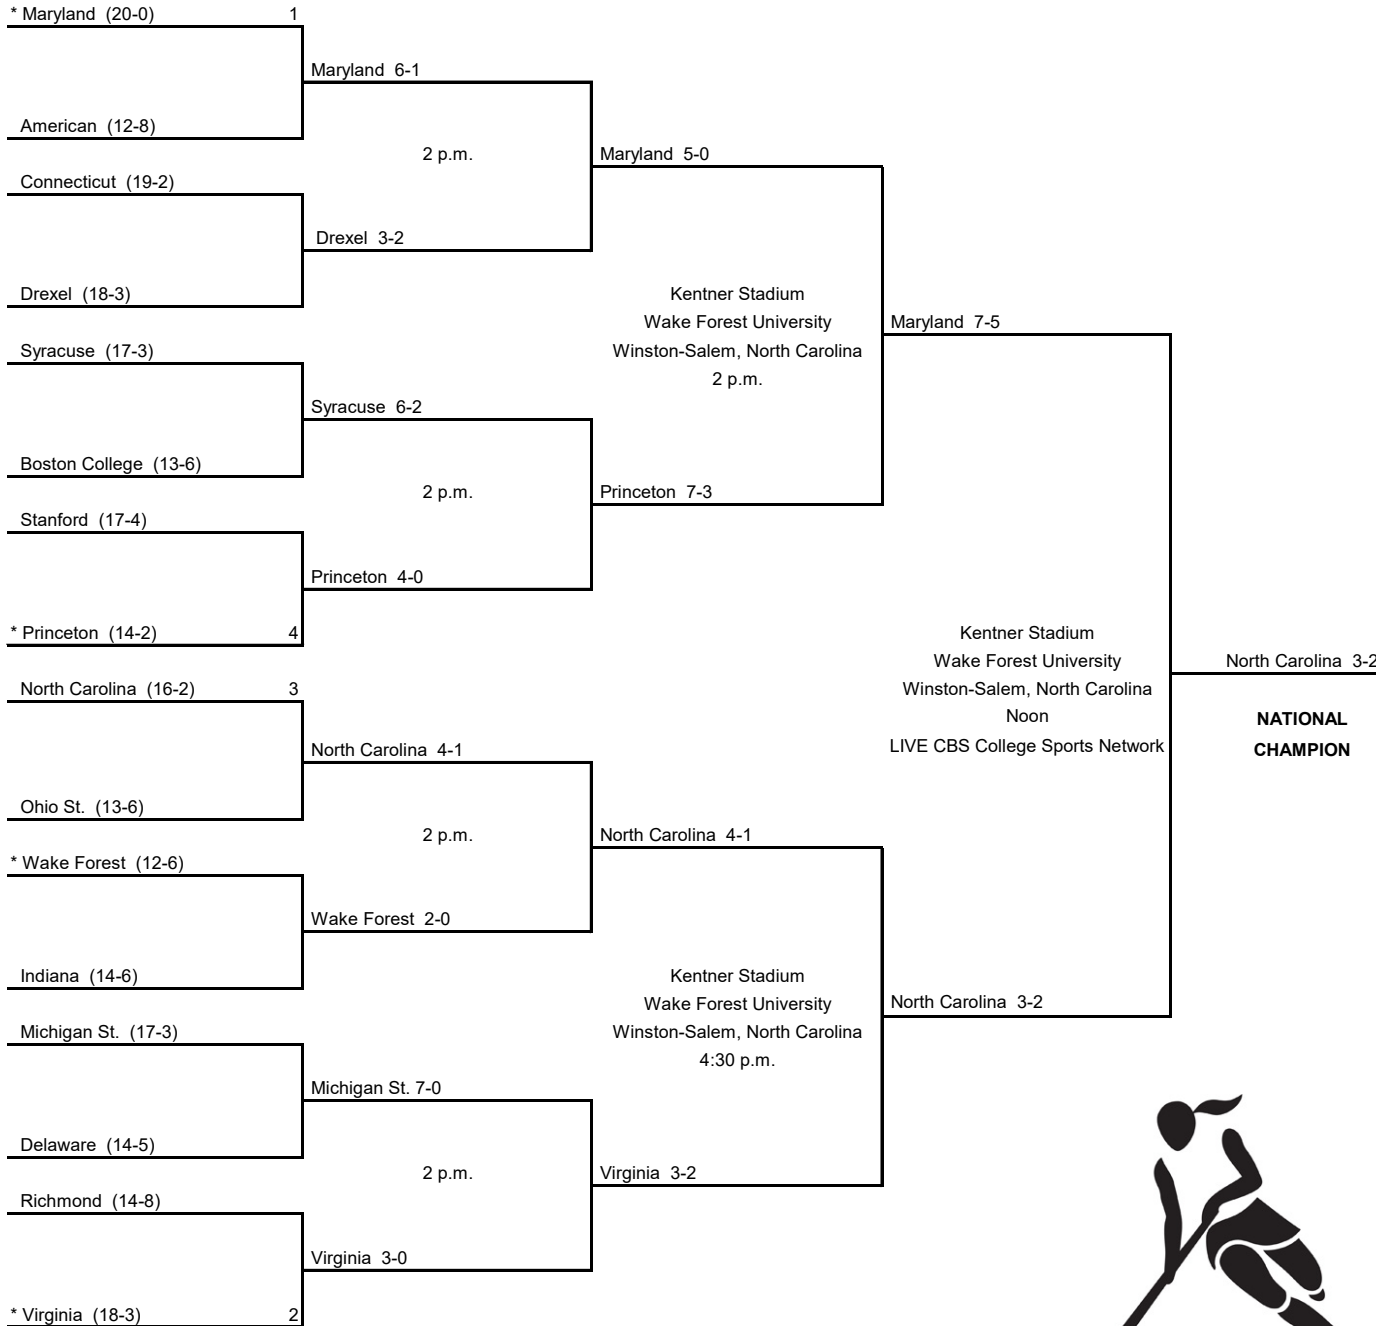 * Maryland (20-0) 1
Maryland 6-1
American (12-8)
2 p.m.
Maryland 5-0
Connecticut (19-2)
Drexel 3-2
Drexel (18-3)
Kentner Stadium
Wake Forest University
Winston-Salem, North Carolina
2 p.m.
Maryland 7-5
Syracuse (17-3)
Syracuse 6-2
Boston College (13-6)
2 p.m.
Princeton 7-3
Stanford (17-4)
Princeton 4-0
* Princeton (14-2) 4
Kentner Stadium
Wake Forest University
Winston-Salem, North Carolina
Noon
LIVE CBS College Sports Network
North Carolina 3-2
NATIONAL
CHAMPION
North Carolina (16-2) 3
North Carolina 4-1
Ohio St. (13-6)
2 p.m.
North Carolina 4-1
* Wake Forest (12-6)
Wake Forest 2-0
Indiana (14-6)
Kentner Stadium
Wake Forest University
Winston-Salem, North Carolina
4:30 p.m.
North Carolina 3-2
Michigan St. (17-3)
Michigan St. 7-0
Delaware (14-5)
2 p.m.
Virginia 3-2
Richmond (14-8)
Virginia 3-0
* Virginia (18-3) 2